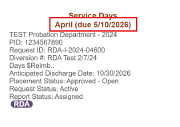 Service Days
April (due 5/10/2026)
TEST Probation Department - 2024
PID: 1234567890
Request ID: RDA-I-2024-04600
Diversion #: RDA Test 2/7/24
Days $Reimb.:
Anticipated Discharge Date: 10/30/2026
Placement Status: Approved - Open
Request Status: Active
Report Status: Assigned
RDA